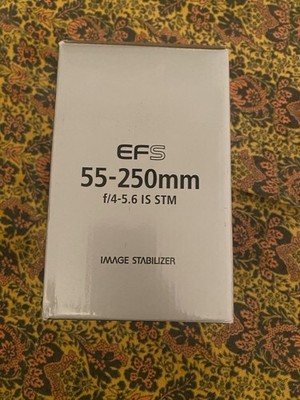 EFS
55-250mm
f/4-5.6 IS STM
IMAGE STABILIZER